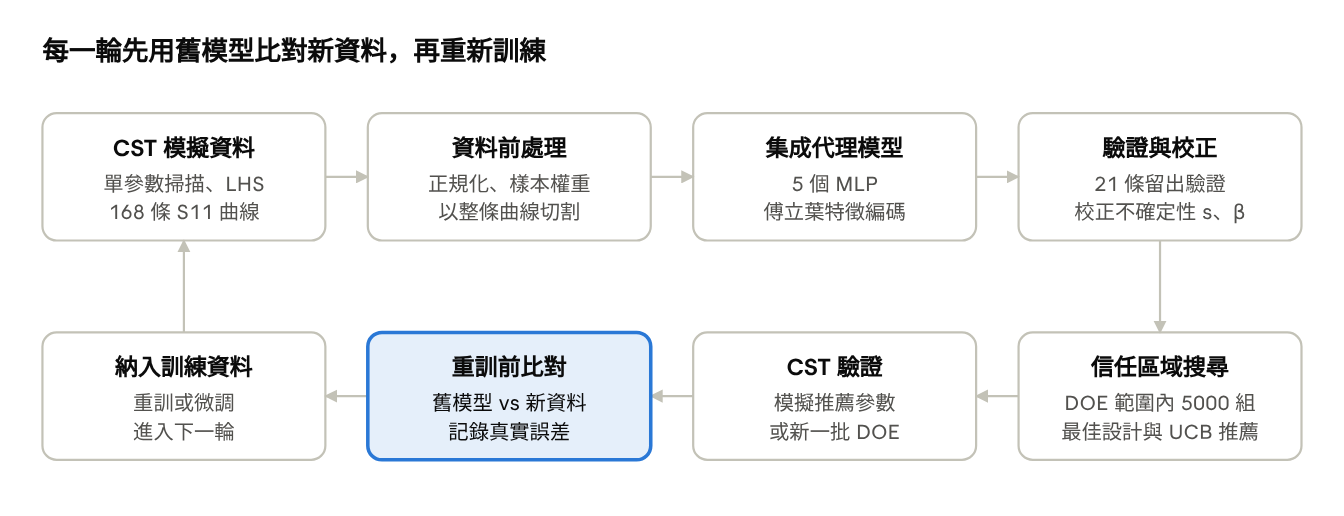 每一輪先用舊模型比對新資料，再重新訓練
CST 模擬資料
單參數掃描、LHS
168 條 S11 曲線
資料前處理
正規化、樣本權重
以整條曲線切割
集成代理模型
5 個 MLP
傅立葉特徵編碼
驗證與校正
21 條留出驗證
校正不確定性 s、β
納入訓練資料
重訓或微調
進入下一輪
重訓前比對
舊模型 vs 新資料
記錄真實誤差
CST 驗證
模擬推薦參數
或新一批 DOE
信任區域搜尋
DOE 範圍內 5000 組
最佳設計與 UCB 推薦